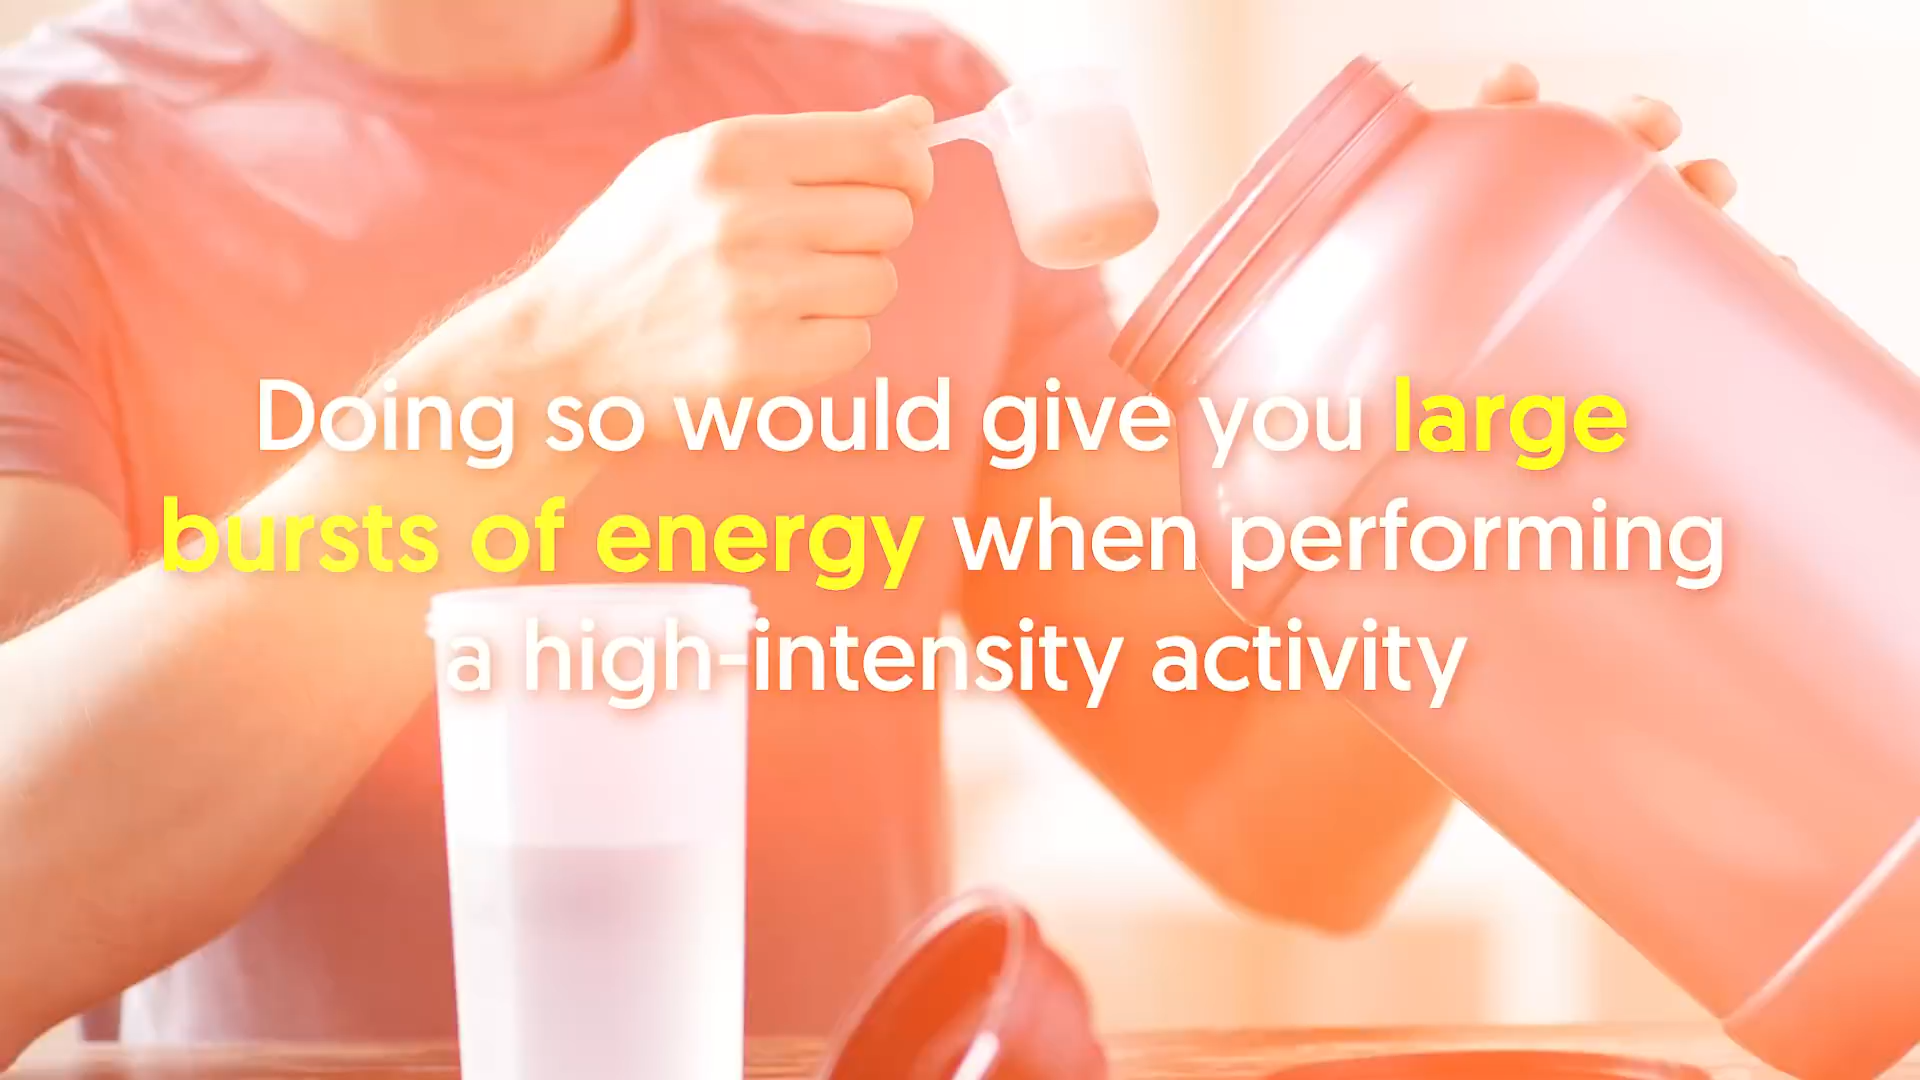 Doing so would give you large
bursts of energy when performing
a high-intensity activity